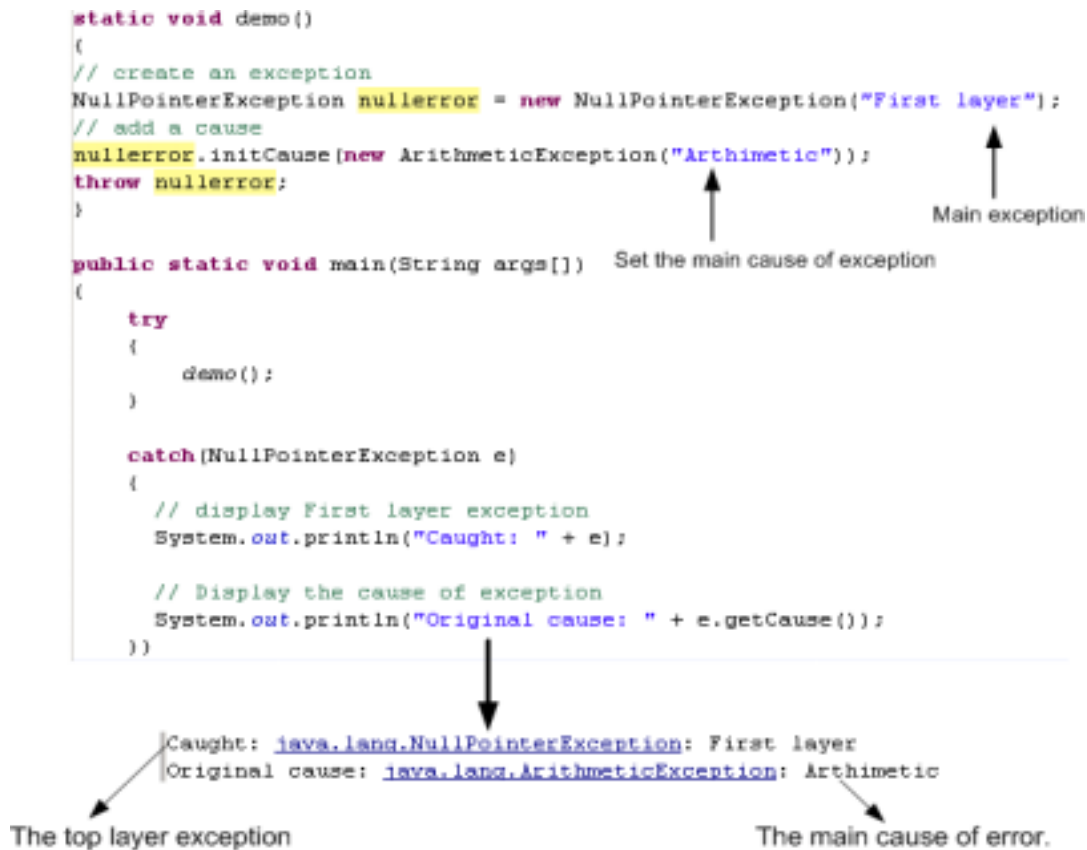 static void demo()
{
// create an exception
NullPointerException nullerror = new NullPointerException("First layer");
// add a cause
nullerror.initCause(new ArithmeticException("Arthimetic"));
throw nullerror;
}
Main exception
public static void main(String args[])
Set the main cause of exception
{
try
{
demo();
}
catch(NullPointerException e)
{
// display First layer exception
System.out.println("Caught: " + e);
// Display the cause of exception
System.out.println("Original cause: " + e.getCause());
}}
Caught: java.lang.NullPointerException: First layer
Original cause: java.lang.ArithmeticException: Arthimetic
The top layer exception
The main cause of error.